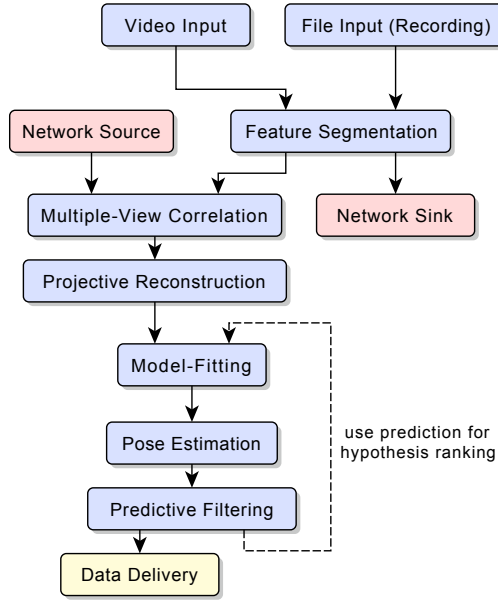 Video Input
File Input (Recording)
Network Source
Feature Segmentation
Multiple-View Correlation
Network Sink
Projective Reconstruction
Model-Fitting
use prediction for
hypothesis ranking
Pose Estimation
Predictive Filtering
Data Delivery